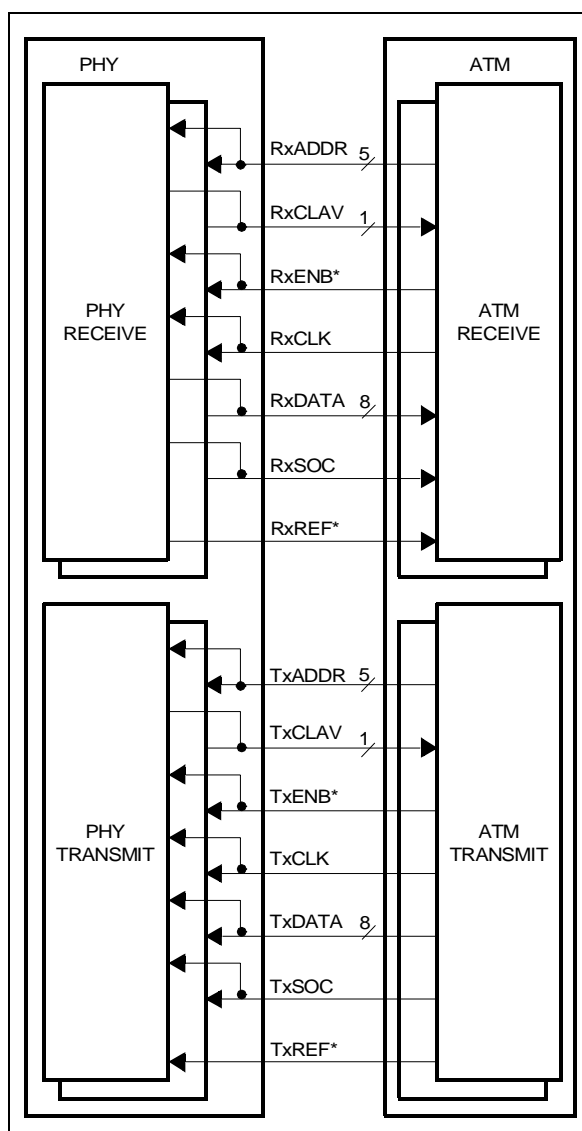 PHY
ATM
RxADDR 5
RxCLAV 1
RxENB*
PHY
RECEIVE
ATM
RECEIVE
RxCLK
RxDATA 8
RxSOC
RxREF*
TxADDR 5
TxCLAV 1
TxENB*
PHY
TRANSMIT
ATM
TRANSMIT
TxCLK
TxDATA 8
TxSOC
TxREF*